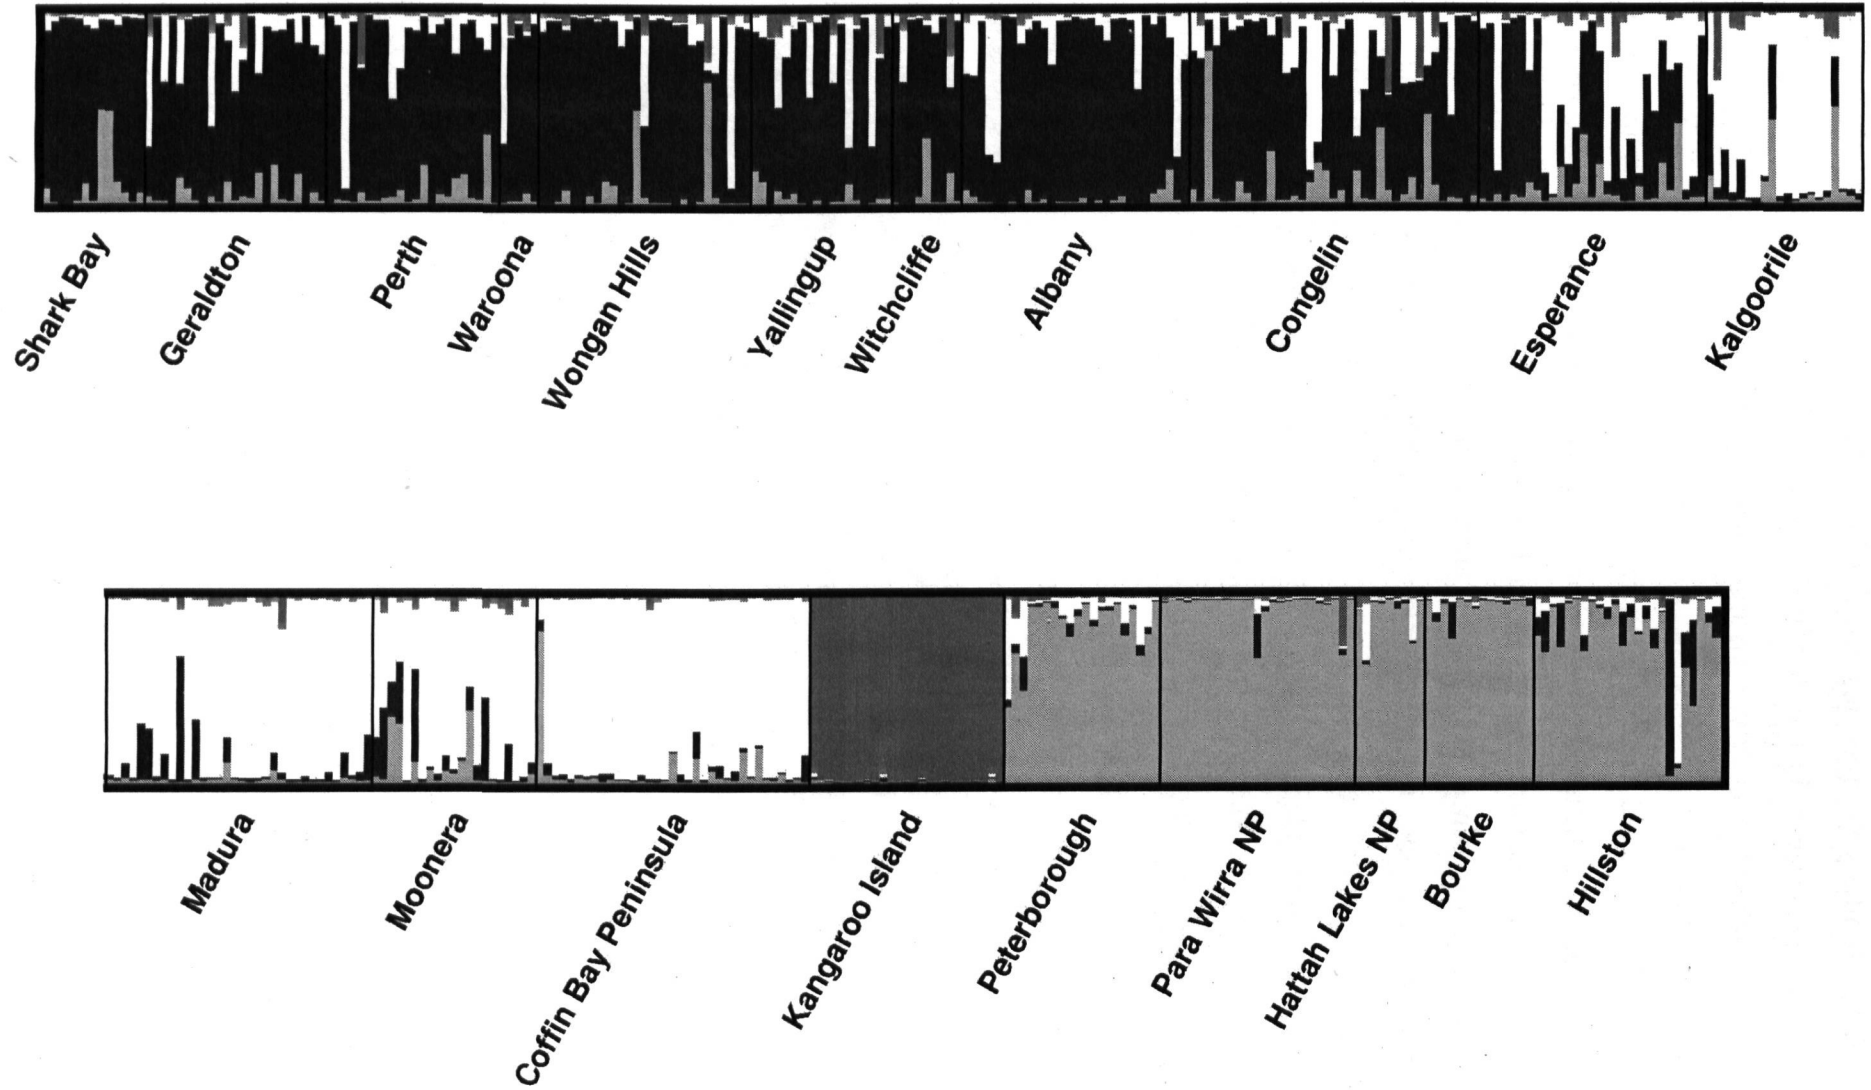 Shark Bay
Geraldton
Perth
Waroona
Wongan Hills
Yallingup
Witchcliffe
Albany
Congelin
Esperance
Kalgoorile
Madura
Moonera
Coffin Bay Peninsula
Kangaroo Island
Peterborough
Para Wirra NP
Hattah Lakes NP
Bourke
Hillston